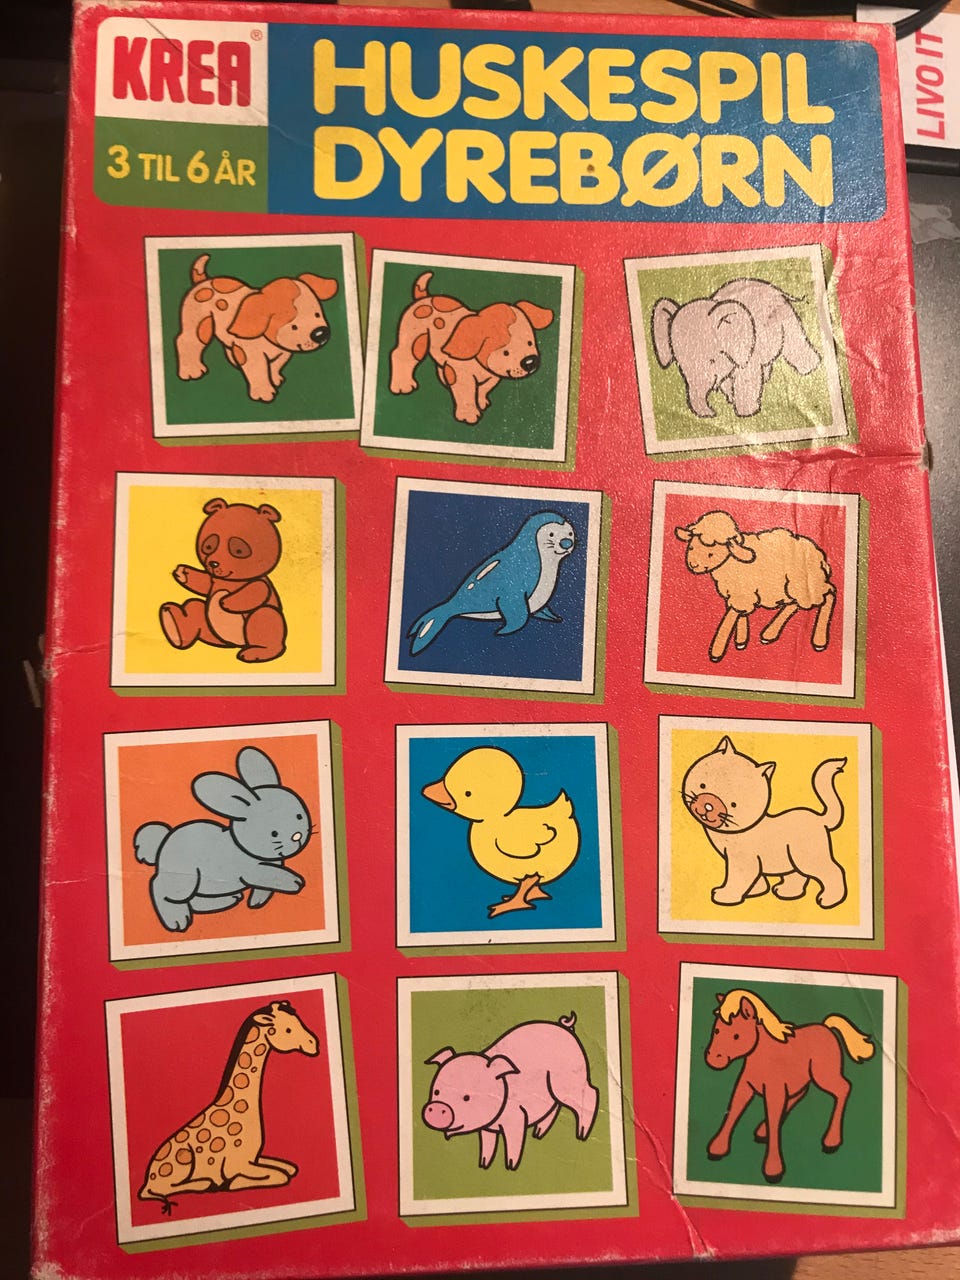 KREA®
3 TIL 6 ÅR
HUSKESPIL
DYREBØRN
LIVO IT